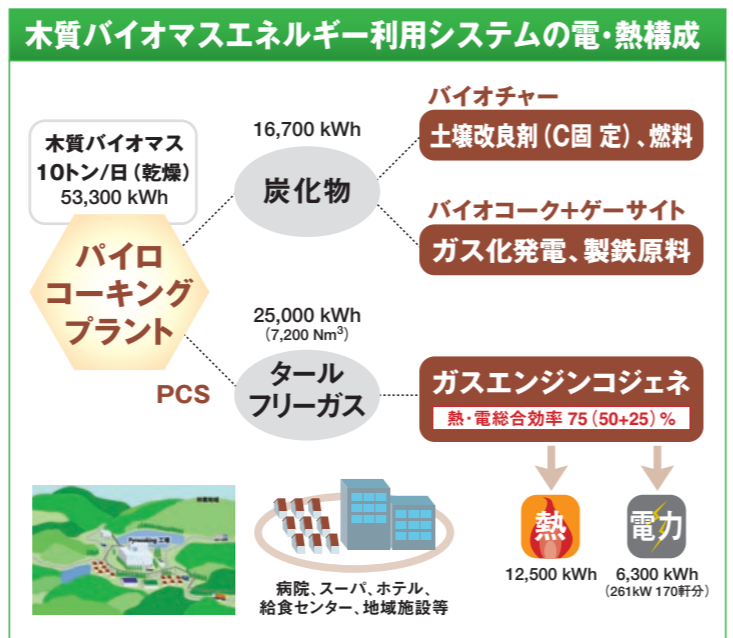 木質バイオマスエネルギー利用システムの電・熱構成
木質バイオマス
10トン/日（乾燥）
53,300 kWh
パイロ
コーキング
プラント
PCS
16,700 kWh
炭化物
バイオチャー
土壌改良剤（C固 定）、燃料
バイオコーク＋ゲーサイト
ガス化発電、製鉄原料
25,000 kWh
（7,200 Nm³）
タール
フリーガス
ガスエンジンコジェネ
熱・電総合効率 75（50+25）%
熱
12,500 kWh
電力
6,300 kWh
（261kW 170軒分）
病院、スーパ、ホテル、
給食センター、地域施設等